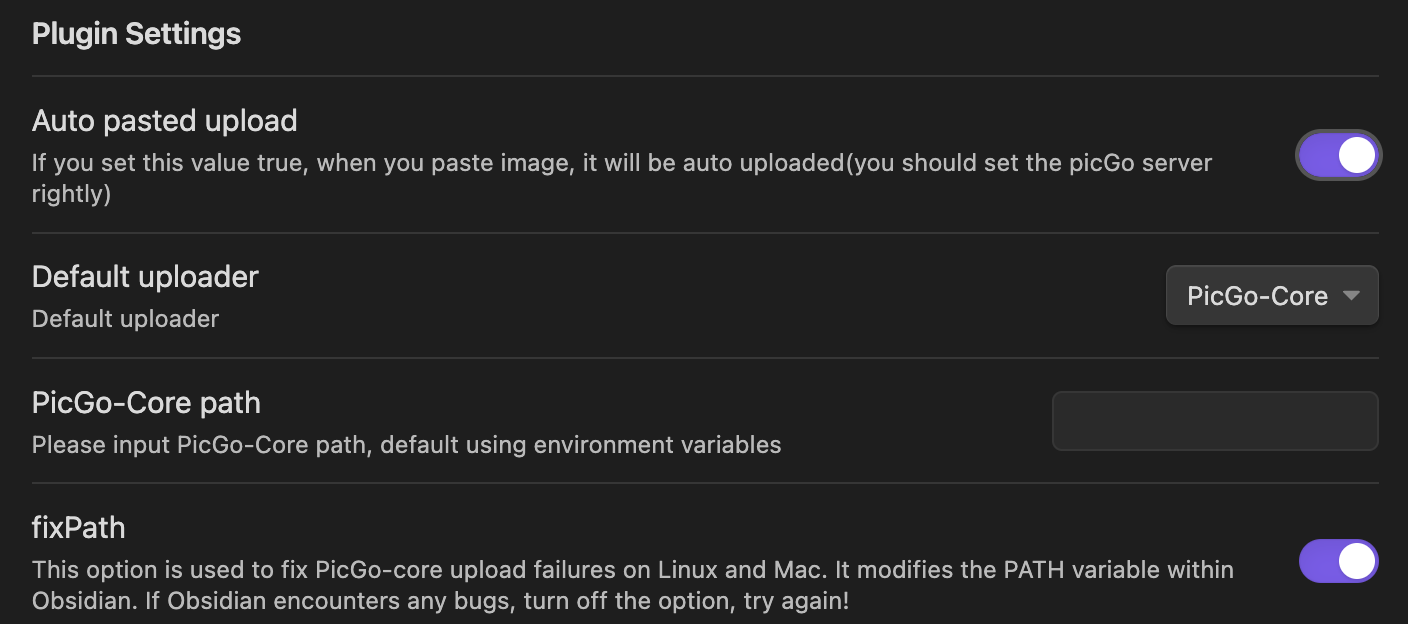 Plugin Settings
Auto pasted upload
If you set this value true, when you paste image, it will be auto uploaded(you should set the picGo server
rightly)
Default uploader
Default uploader
PicGo-Core
PicGo-Core path
Please input PicGo-Core path, default using environment variables
fixPath
This option is used to fix PicGo-core upload failures on Linux and Mac. It modifies the PATH variable within
Obsidian. If Obsidian encounters any bugs, turn off the option, try again!